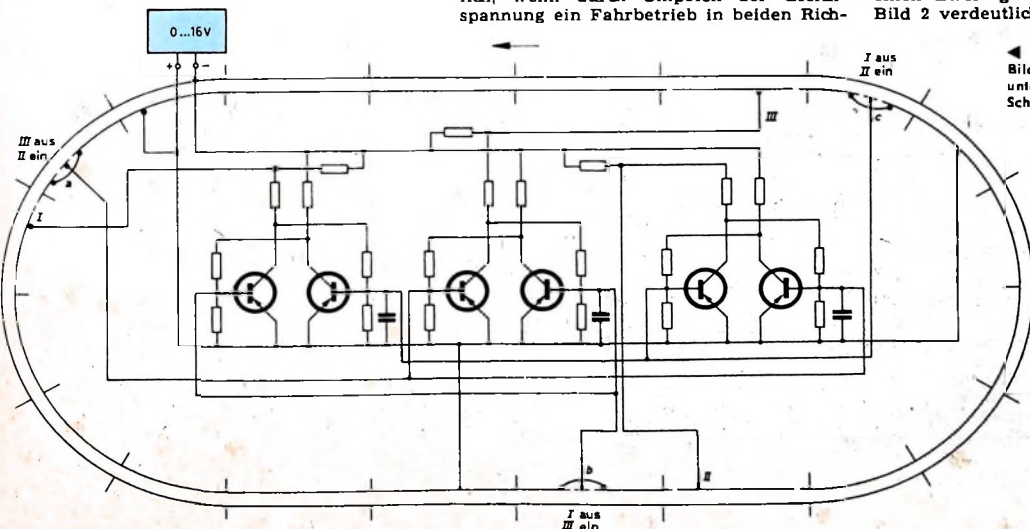 spannung ein Fahrbetrieb in beiden Rich-
Bild 2 verdeutlic
0...16V
+ -
I aus
II ein
c
III
III aus
II ein
a
I
b
II
I aus
III ein